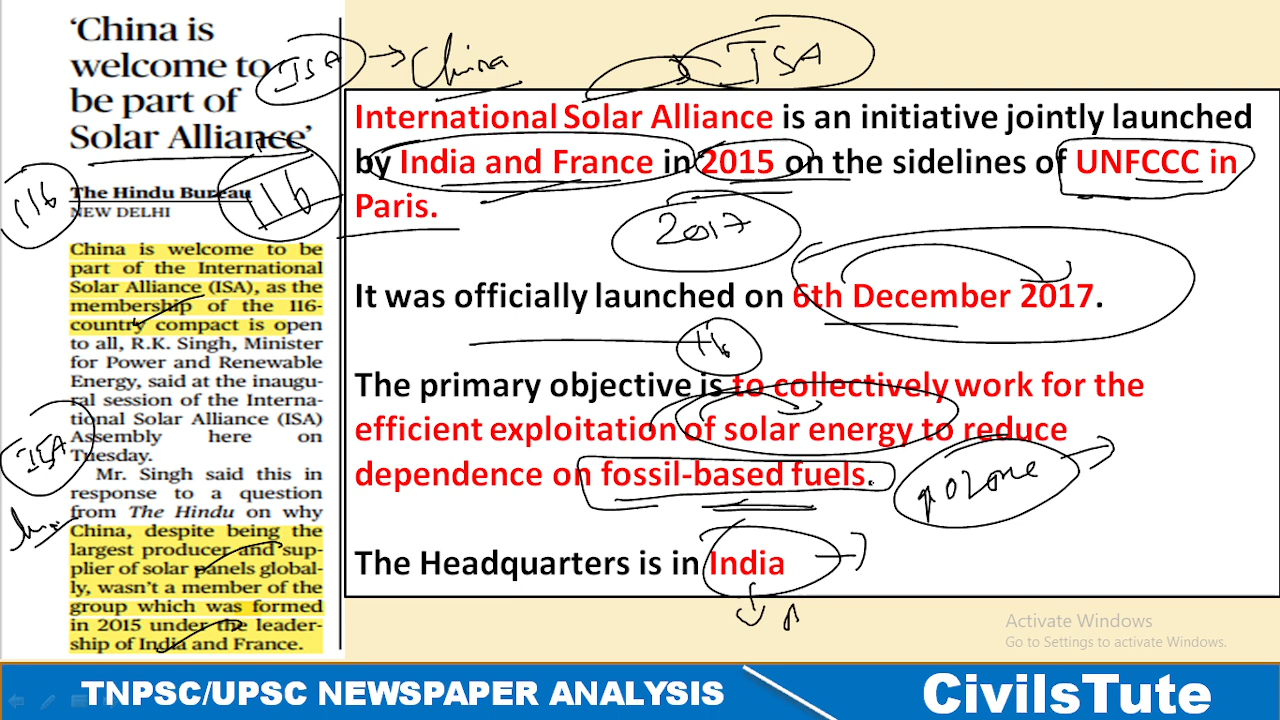 ‘China is
welcome to
be part of
Solar Alliance’
The Hindu Bureau
NEW DELHI
China is welcome to be
part of the International
Solar Alliance (ISA), as the
membership of the 116-
country compact is open
to all, R.K. Singh, Minister
for Power and Renewable
Energy, said at the inaugu-
ral session of the Interna-
tional Solar Alliance (ISA)
Assembly here on
Tuesday.
Mr. Singh said this in
response to a question
from The Hindu on why
China, despite being the
largest producer and sup-
plier of solar panels global-
ly, wasn’t a member of the
group which was formed
in 2015 under the leader-
ship of India and France.
116
116
ISA
ISA
China
ISA
International Solar Alliance is an initiative jointly launched
by India and France in 2015 on the sidelines of UNFCCC in
Paris.
2017
It was officially launched on 6th December 2017.
116
The primary objective is to collectively work for the
efficient exploitation of solar energy to reduce
dependence on fossil-based fuels.
The Headquarters is in India
Activate Windows
Go to Settings to activate Windows.
TNPSC/UPSC NEWSPAPER ANALYSIS
CivilsTute